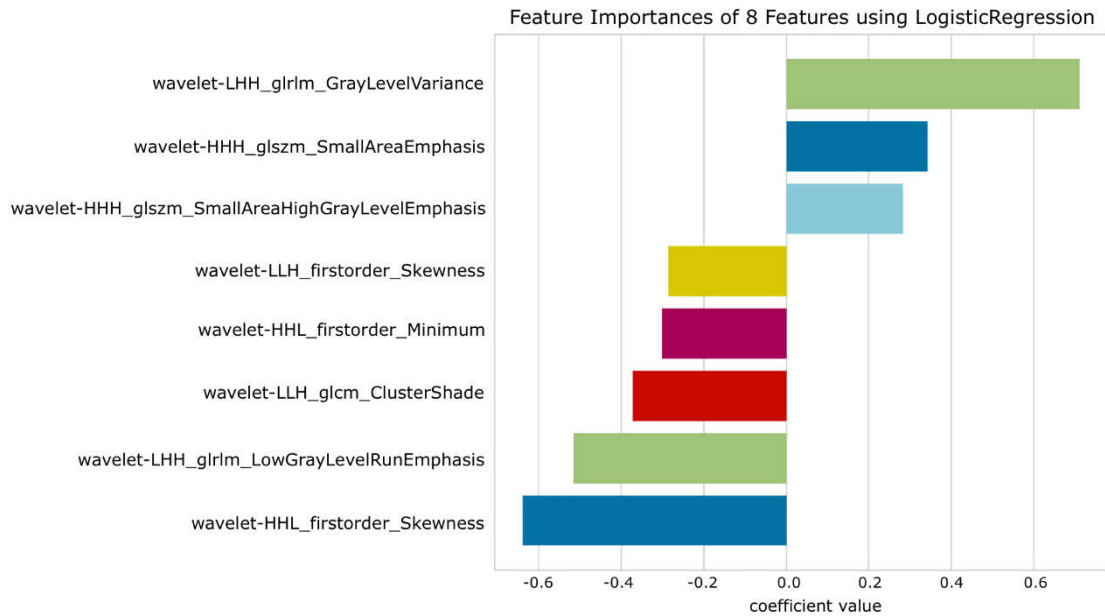 Feature Importances of 8 Features using LogisticRegression
wavelet-LHH_glrlm_GrayLevelVariance
wavelet-HHH_glszm_SmallAreaEmphasis
wavelet-HHH_glszm_SmallAreaHighGrayLevelEmphasis
wavelet-LLH_firstorder_Skewness
wavelet-HHL_firstorder_Minimum
wavelet-LLH_glcm_ClusterShade
wavelet-LHH_glrlm_LowGrayLevelRunEmphasis
wavelet-HHL_firstorder_Skewness
-0.6 -0.4 -0.2 0.0 0.2 0.4 0.6
coefficient value